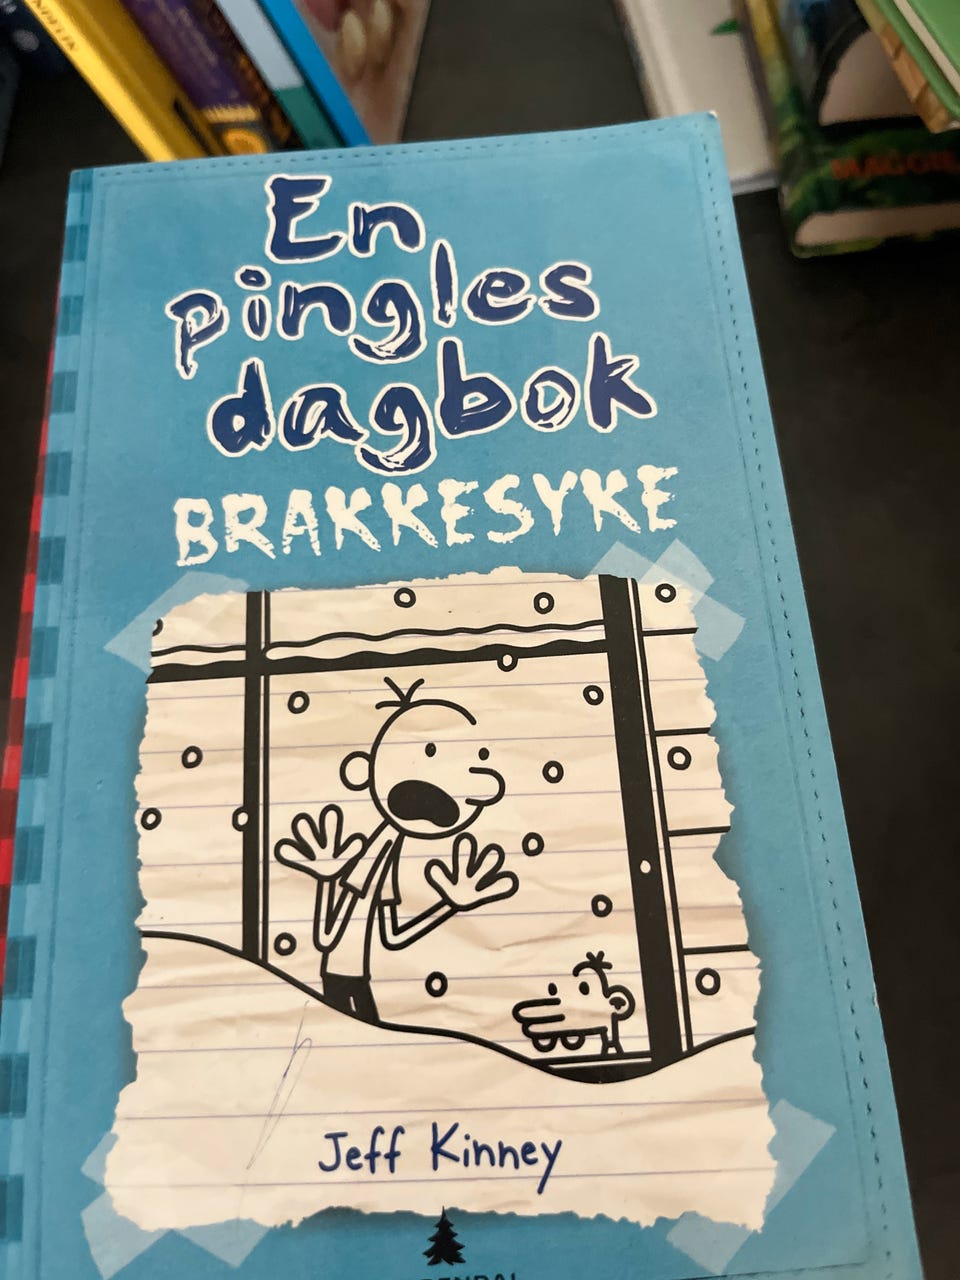 En
pingles
dagbok
BRAKKESYKE
Jeff Kinney